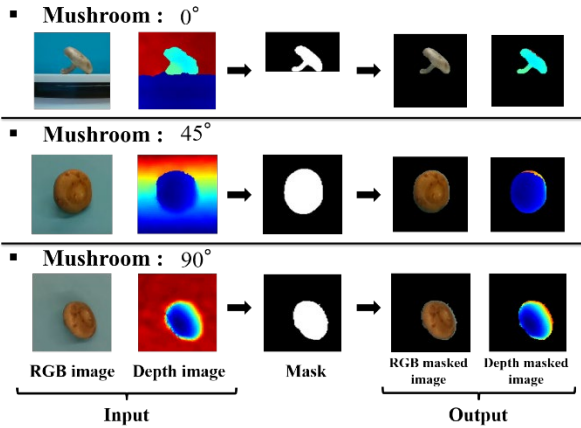 ▪ Mushroom : 0°
▪ Mushroom : 45°
▪ Mushroom : 90°
RGB image Depth image Mask RGB masked image Depth masked image
Input Output